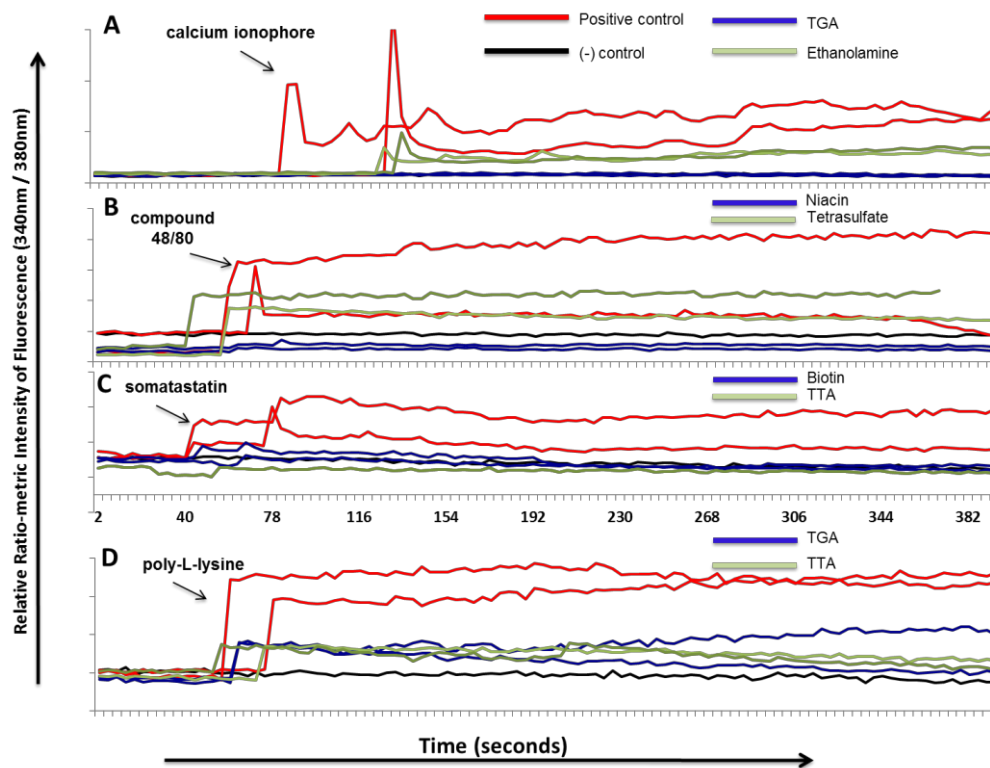 A
calcium ionophore
Positive control
TGA
(-) control
Ethanolamine
B
compound
48/80
Niacin
Tetrasulfate
C
somatastatin
Biotin
TTA
2 40 78 116 154 192 230 268 306 344 382
D
poly-L-lysine
TGA
TTA
Relative Ratio-metric Intensity of Fluorescence (340nm / 380nm)
Time (seconds)